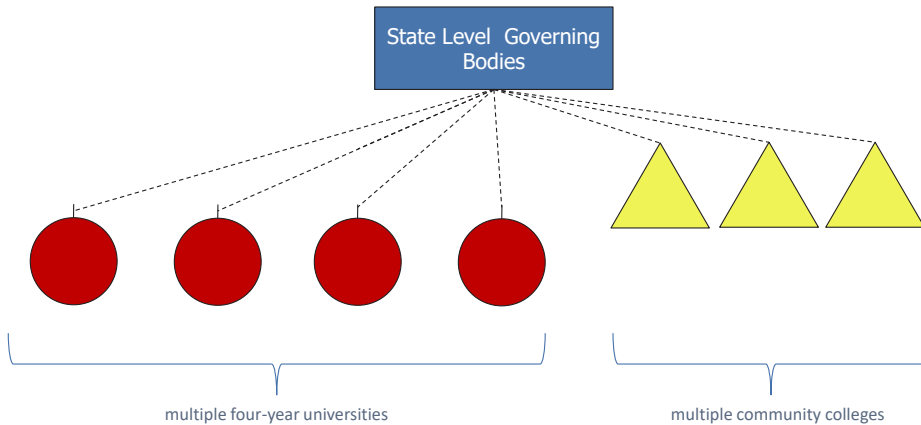 State Level  Governing
Bodies
multiple four-year universities
multiple community colleges